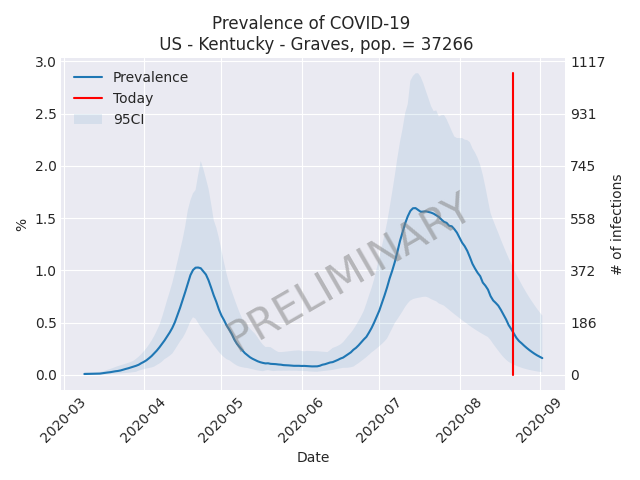 Prevalence of COVID-19
US - Kentucky - Graves, pop. = 37266
Prevalence
Today
95CI
3.0
2.5
2.0
1.5
1.0
0.5
0.0
%
1117
931
745
558
372
186
0
# of infections
PRELIMINARY
2020-03
2020-04
2020-05
2020-06
2020-07
2020-08
2020-09
Date